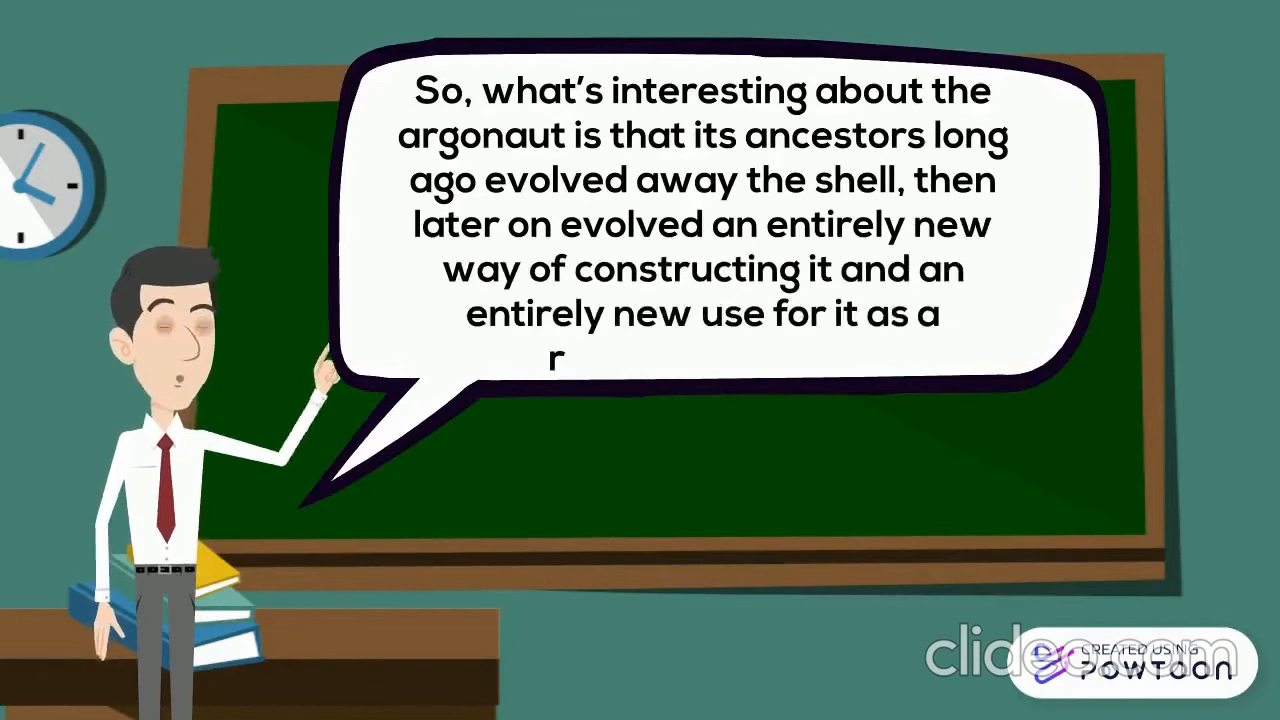 So, what's interesting about the
argonaut is that its ancestors long
ago evolved away the shell, then
later on evolved an entirely new
way of constructing it and an
entirely new use for it as a
r
clideo.com
CREATED USING
POWTOON